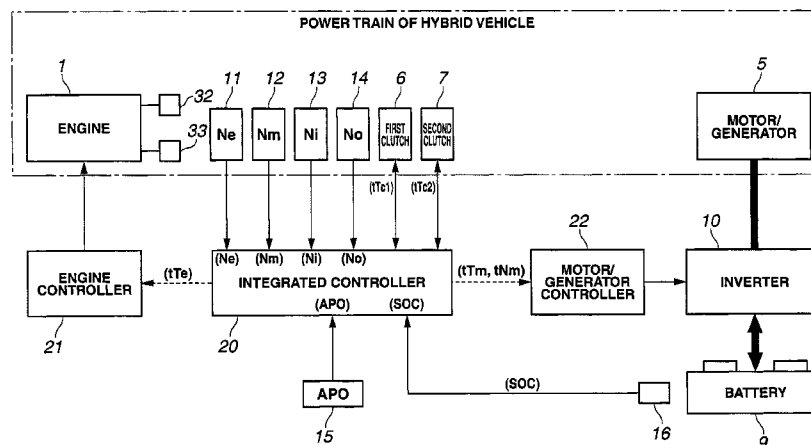 POWER TRAIN OF HYBRID VEHICLE
1
32
33
ENGINE
11
12
13
14
6
7
5
Ne
Nm
Ni
No
FIRST CLUTCH
SECOND CLUTCH
MOTOR/
GENERATOR
(tTc1)
(tTc2)
ENGINE
CONTROLLER
21
(tTe)
(Ne)
(Nm)
(Ni)
(No)
INTEGRATED CONTROLLER
(APO)
(SOC)
20
(tTm, tNm)
22
MOTOR/
GENERATOR
CONTROLLER
10
INVERTER
APO
15
(SOC)
16
BATTERY
9